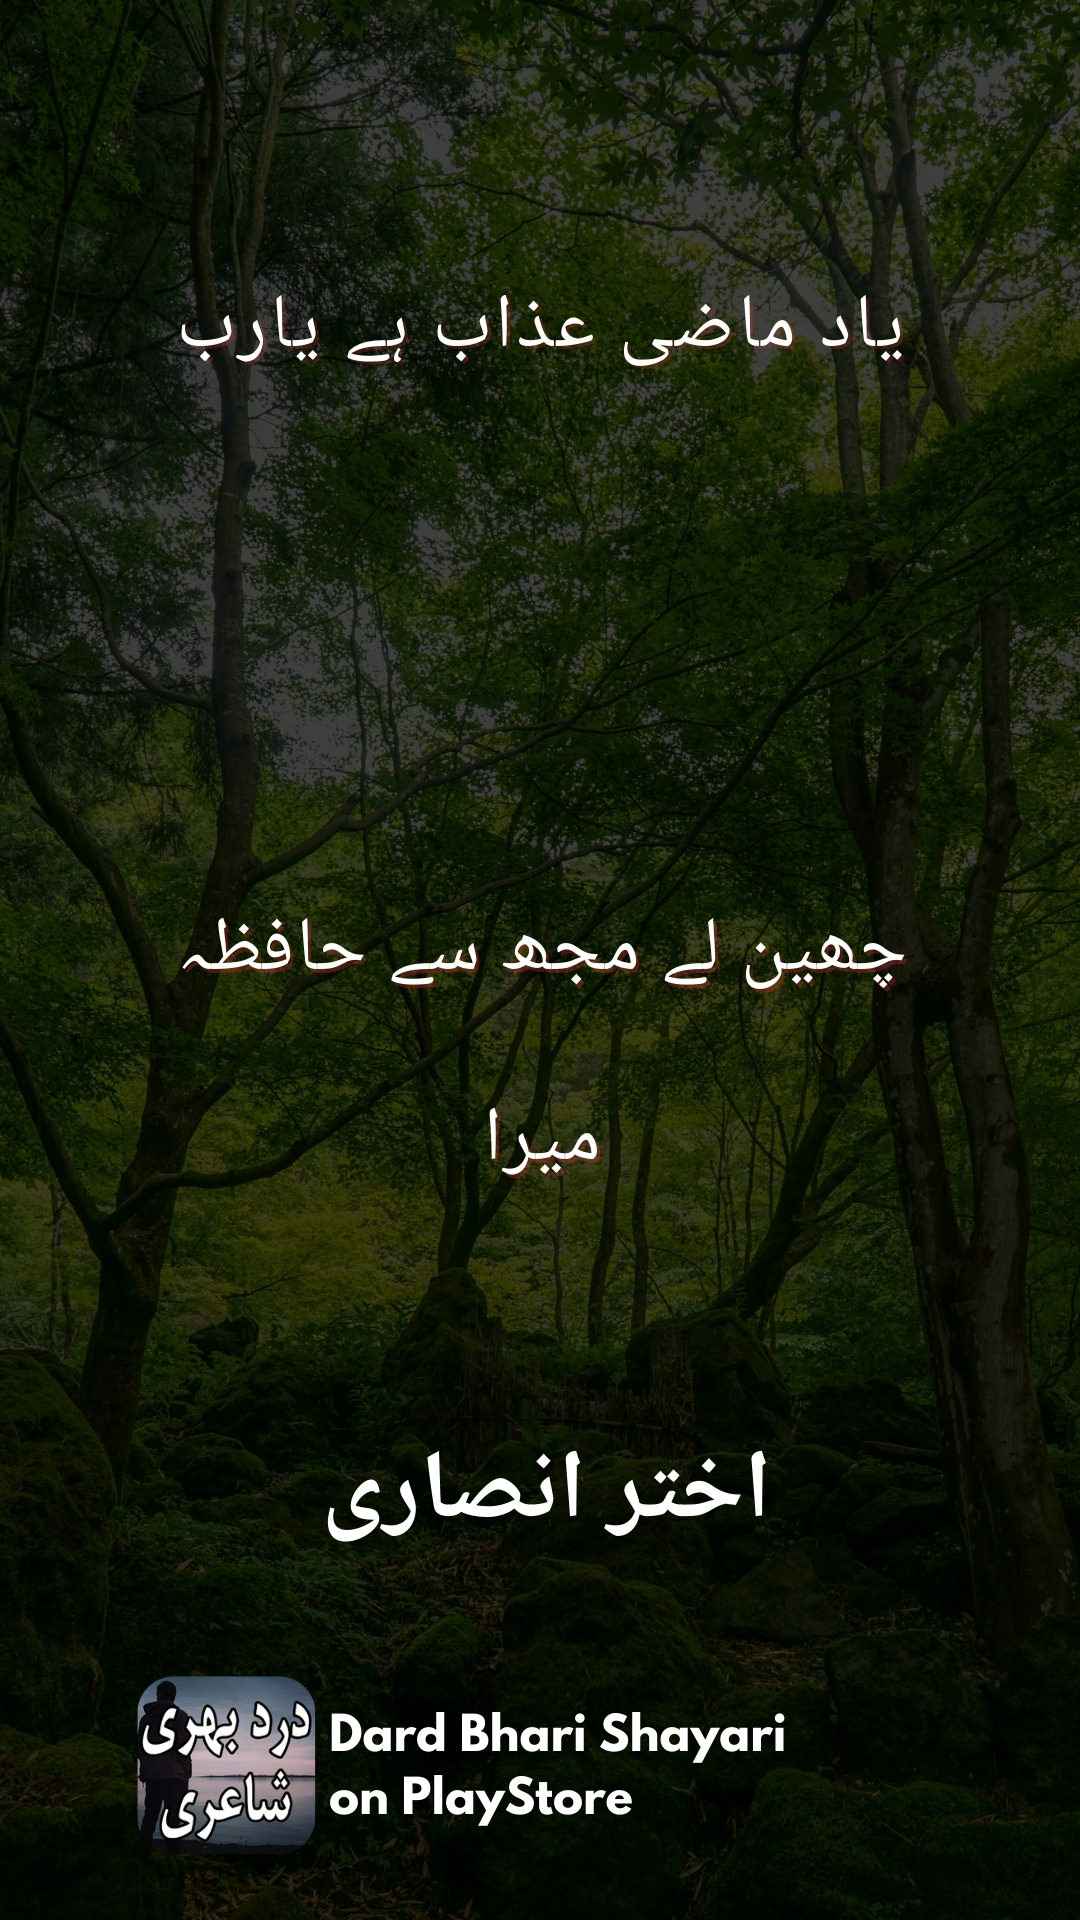 یاد ماضی عذاب ہے یارب
چھین لے مجھ سے حافظہ
میرا
اختر انصاری
درد بھری
شاعری
Dard Bhari Shayari
on PlayStore